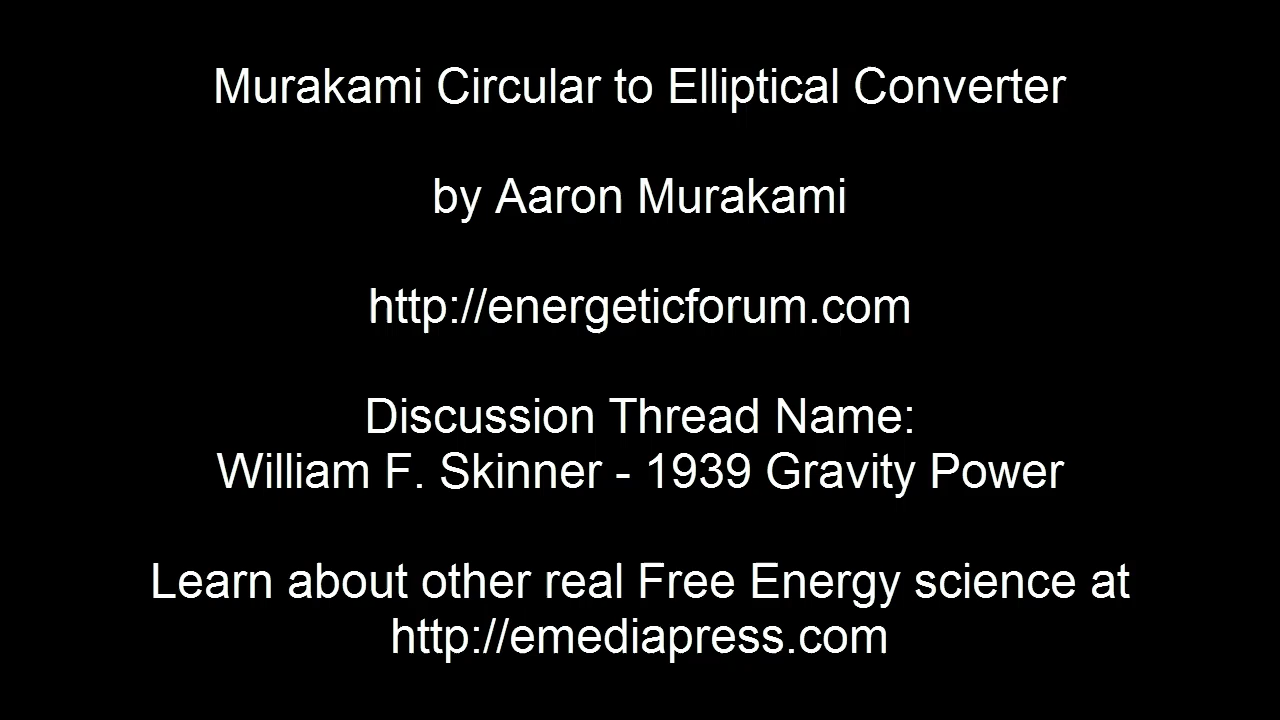 Murakami Circular to Elliptical Converter
by Aaron Murakami
http://energeticforum.com
Discussion Thread Name:
William F. Skinner - 1939 Gravity Power
Learn about other real Free Energy science at
http://emediapress.com